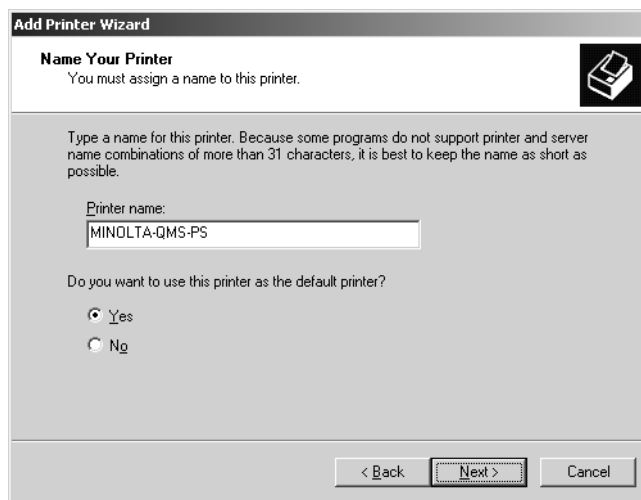 Add Printer Wizard
Name Your Printer
You must assign a name to this printer.
Type a name for this printer. Because some programs do not support printer and server
name combinations of more than 31 characters, it is best to keep the name as short as
possible.
Printer name:
MINOLTA-QMS-PS
Do you want to use this printer as the default printer?
Yes
No
< Back Next > Cancel